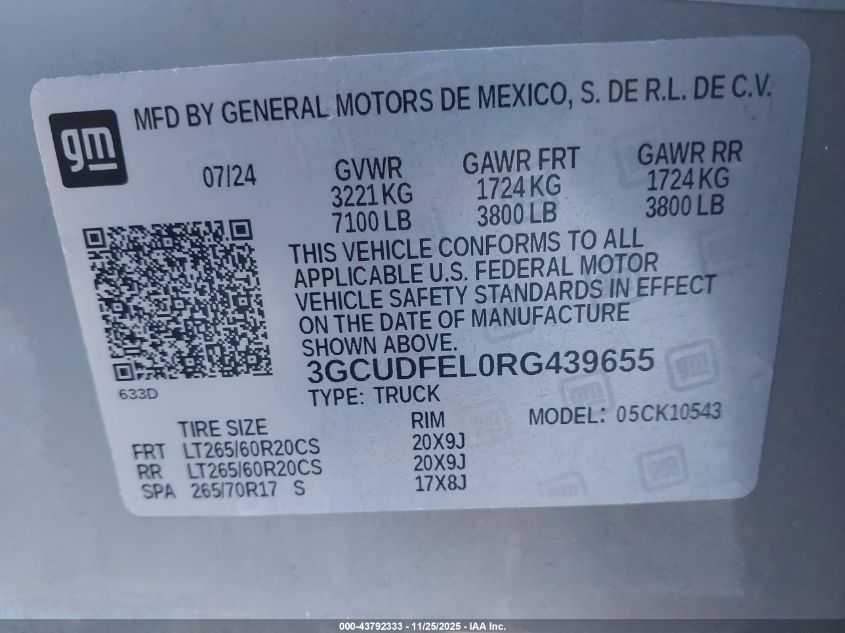 gm
MFD BY GENERAL MOTORS DE MEXICO, S. DE R.L. DE C.V.
07/24
GVWR
3221 KG
7100 LB
GAWR FRT
1724 KG
3800 LB
GAWR RR
1724 KG
3800 LB
THIS VEHICLE CONFORMS TO ALL
APPLICABLE U.S. FEDERAL MOTOR
VEHICLE SAFETY STANDARDS IN EFFECT
ON THE DATE OF MANUFACTURE
SHOWN ABOVE.
3GCUDFEL0RG439655
633D
TYPE: TRUCK
MODEL: 05CK10543
TIRE SIZE RIM
FRT LT265/60R20CS 20X9J
RR LT265/60R20CS 20X9J
SPA 265/70R17 S 17X8J
000-43792333 - 11/25/2025 - IAA Inc.